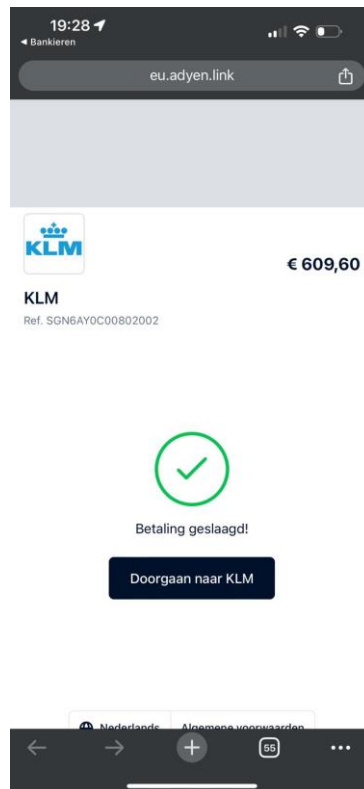 19:28
◄ Bankieren
eu.adyen.link
KLM
€ 609,60
KLM
Ref. SGN6AY0C00802002
Betaling geslaagd!
Doorgaan naar KLM
Nederlands Algemene voorwaarden
55